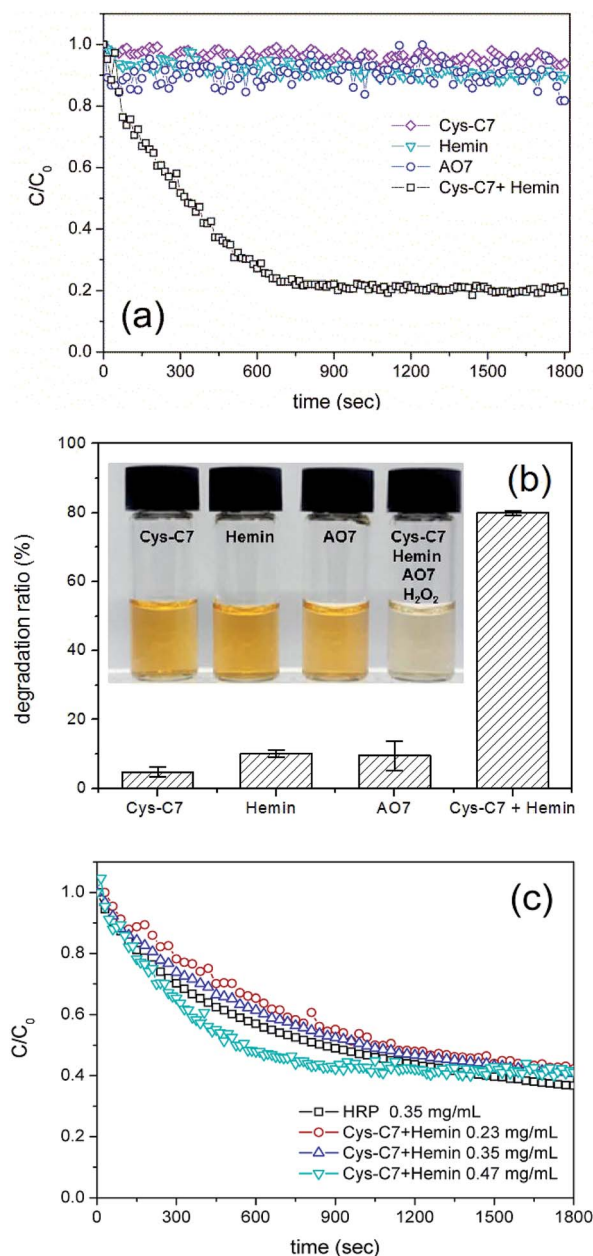 (a)
C/C0
1.0
0.8
0.6
0.4
0.2
0.0
Cys-C7
Hemin
AO7
Cys-C7+ Hemin
0 300 600 900 1200 1500 1800
time (sec)
(b)
degradation ratio (%)
100
80
60
40
20
0
Cys-C7 Hemin AO7 Cys-C7
Hemin
AO7
H2O2
Cys-C7 Hemin AO7 Cys-C7 + Hemin
(c)
C/C0
1.0
0.8
0.6
0.4
0.2
0.0
HRP 0.35 mg/mL
Cys-C7+Hemin 0.23 mg/mL
Cys-C7+Hemin 0.35 mg/mL
Cys-C7+Hemin 0.47 mg/mL
0 300 600 900 1200 1500 1800
time (sec)